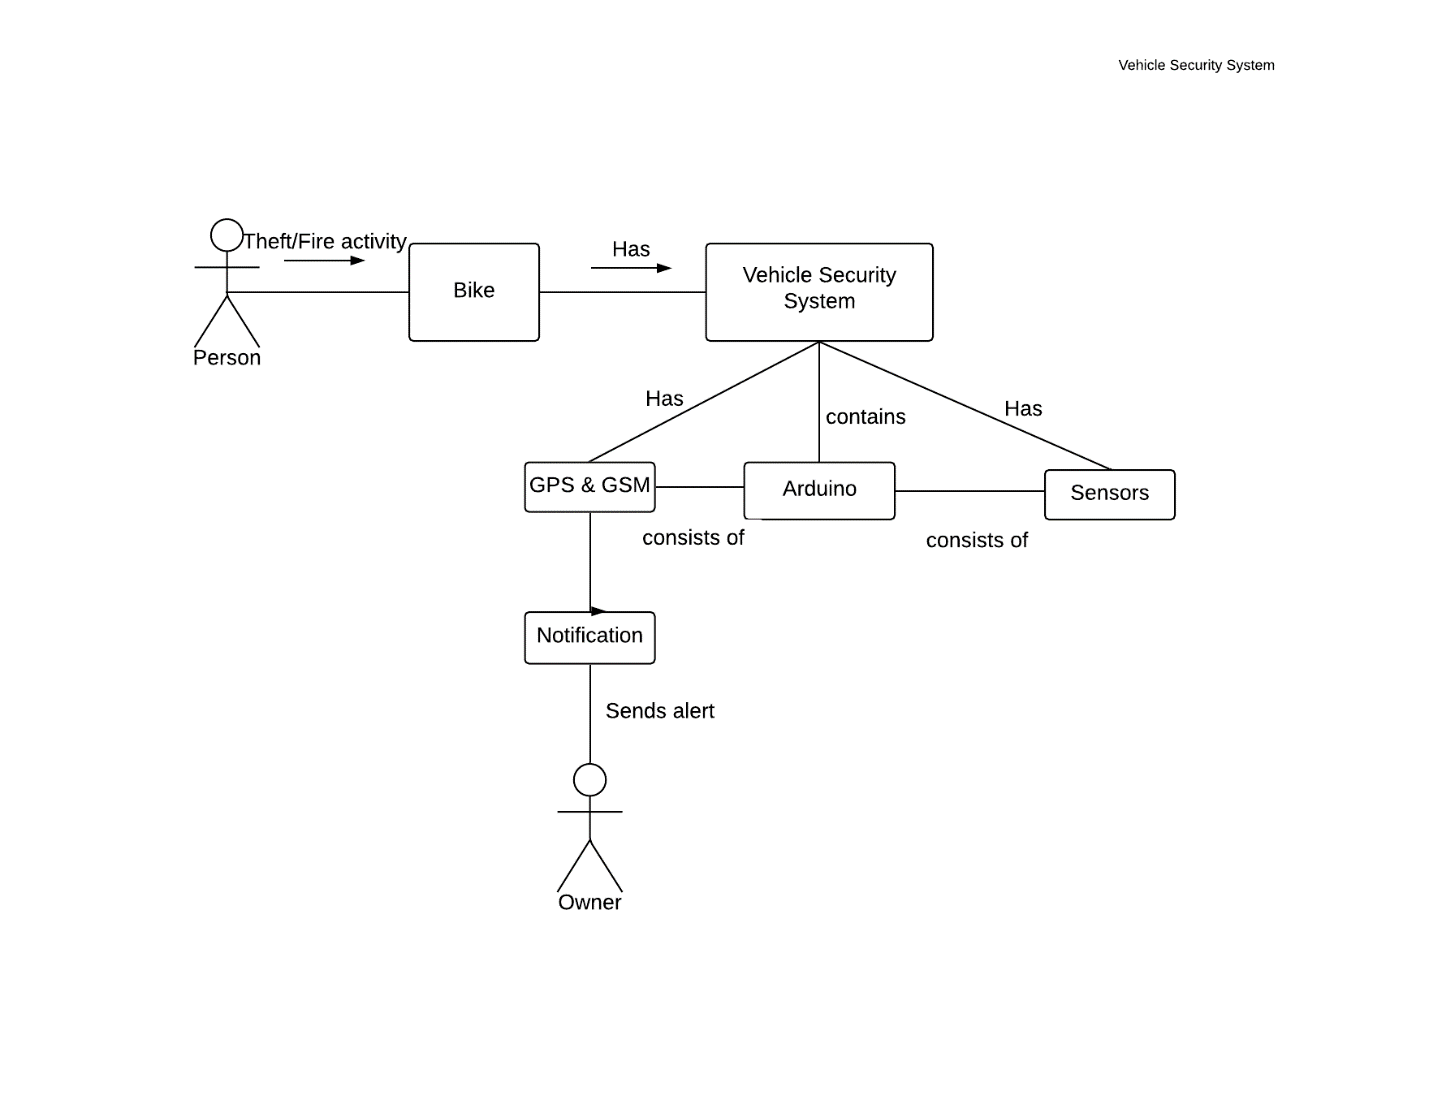 Vehicle Security System
Theft/Fire activity
Person
Bike
Has
Vehicle Security
System
Has
contains
Has
GPS & GSM
Arduino
Sensors
consists of
consists of
Notification
Sends alert
Owner